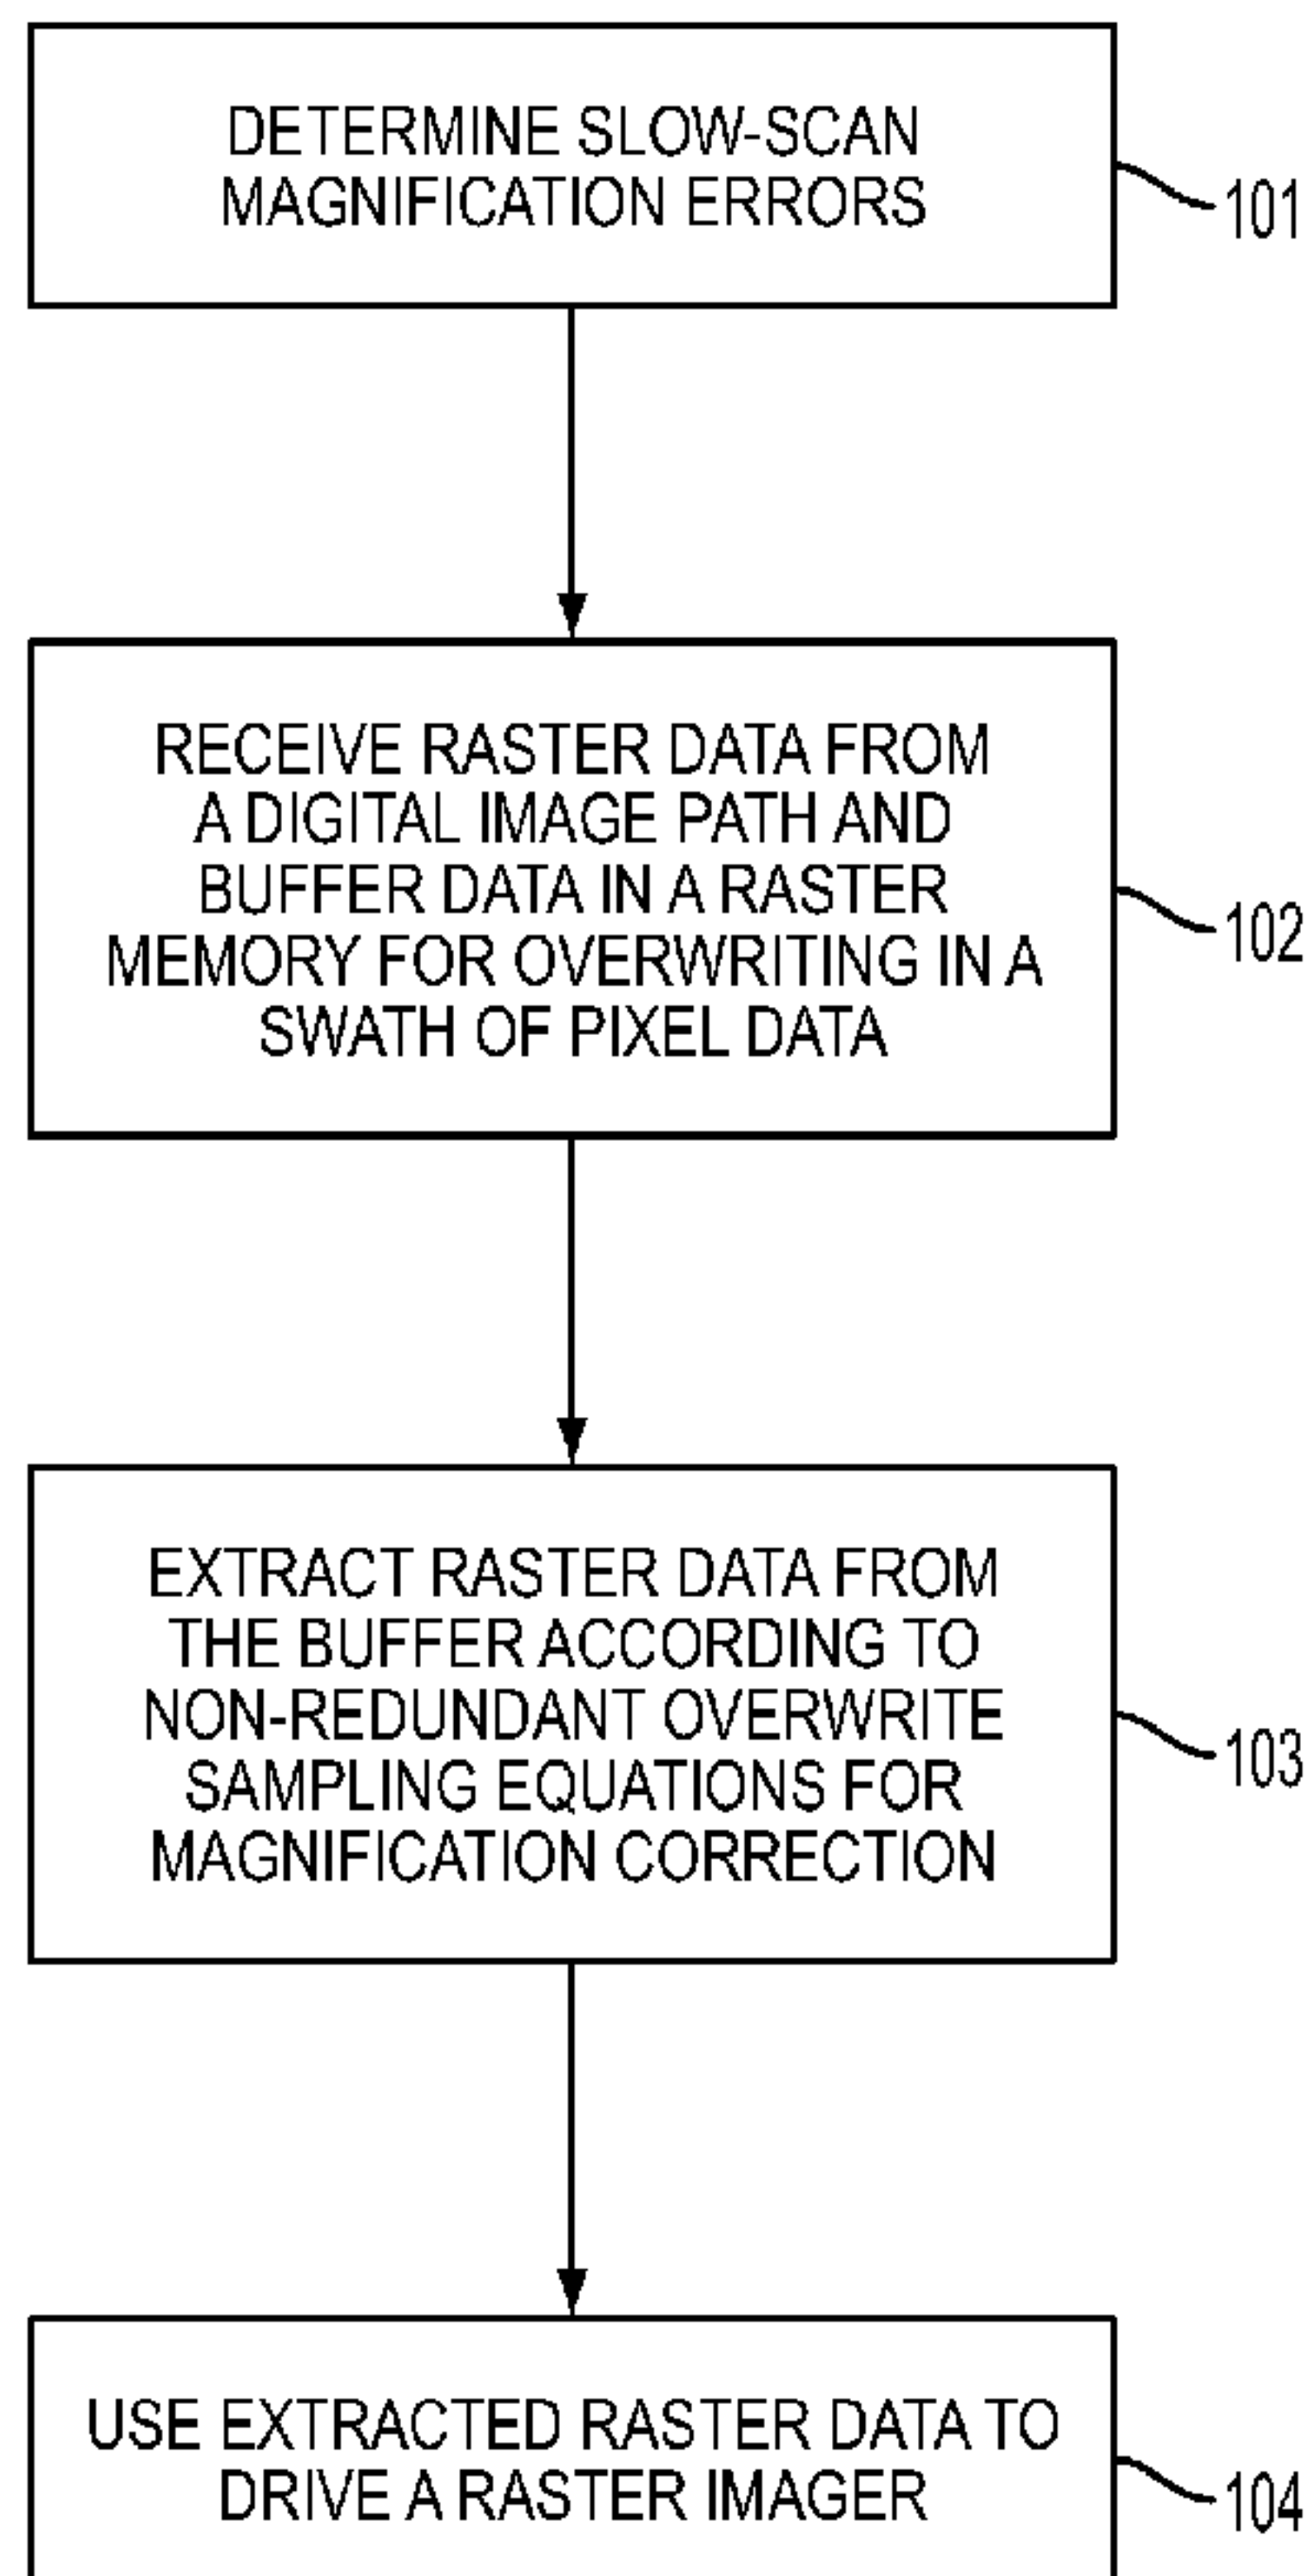 DETERMINE SLOW-SCAN
MAGNIFICATION ERRORS
101
RECEIVE RASTER DATA FROM
A DIGITAL IMAGE PATH AND
BUFFER DATA IN A RASTER
MEMORY FOR OVERWRITING IN A
SWATH OF PIXEL DATA
102
EXTRACT RASTER DATA FROM
THE BUFFER ACCORDING TO
NON-REDUNDANT OVERWRITE
SAMPLING EQUATIONS FOR
MAGNIFICATION CORRECTION
103
USE EXTRACTED RASTER DATA TO
DRIVE A RASTER IMAGER
104